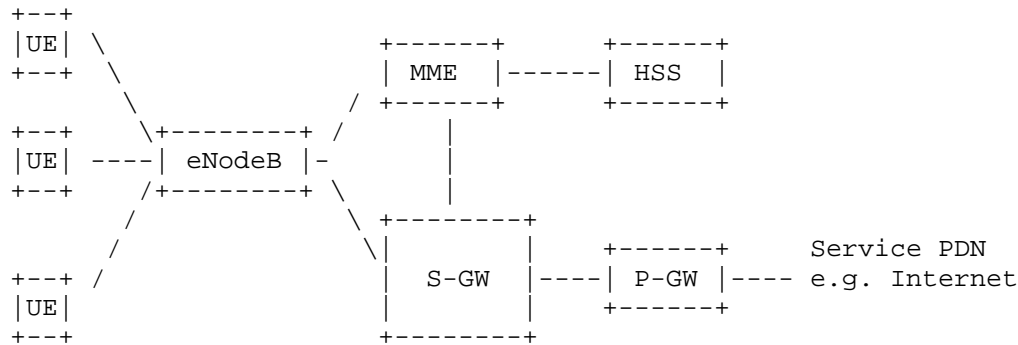 UE
MME HSS
UE eNodeB
Service PDN
S-GW P-GW e.g. Internet
UE